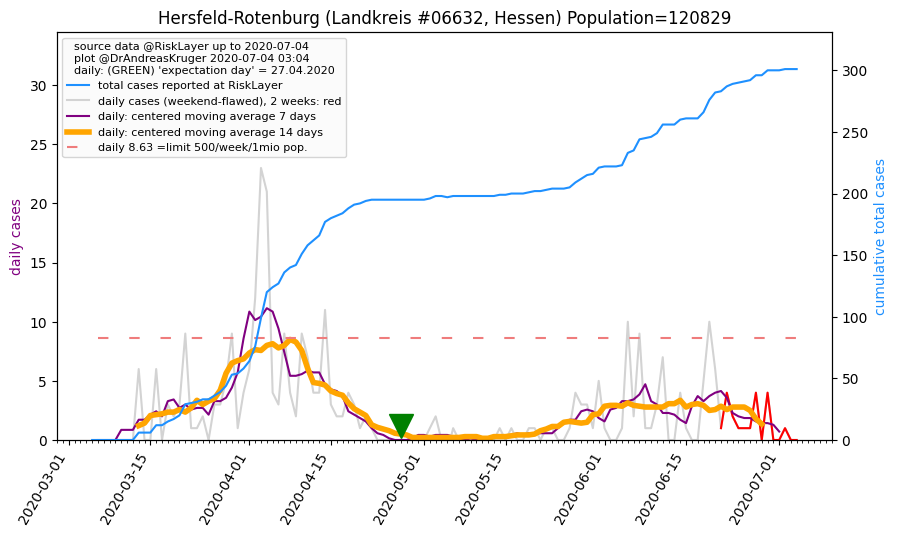 Hersfeld-Rotenburg (Landkreis #06632, Hessen) Population=120829
source data @RiskLayer up to 2020-07-04
plot @DrAndreasKruger 2020-07-04 03:04
daily: (GREEN) 'expectation day' = 27.04.2020
total cases reported at RiskLayer
daily cases (weekend-flawed), 2 weeks: red
daily: centered moving average 7 days
daily: centered moving average 14 days
daily 8.63 =limit 500/week/1mio pop.
daily cases
30
25
20
15
10
5
0
300
250
200
150
100
50
0
cumulative total cases
2020-03-01
2020-03-15
2020-04-01
2020-04-15
2020-05-01
2020-05-15
2020-06-01
2020-06-15
2020-07-01